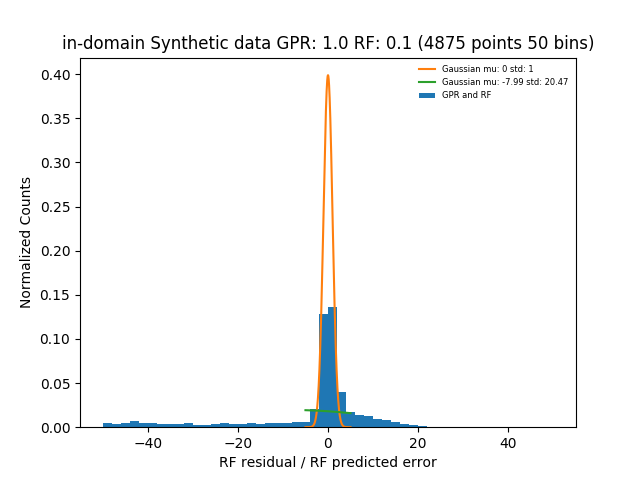 in-domain Synthetic data GPR: 1.0 RF: 0.1 (4875 points 50 bins)
Gaussian mu: 0 std: 1
Gaussian mu: -7.99 std: 20.47
GPR and RF
Normalized Counts
0.40
0.35
0.30
0.25
0.20
0.15
0.10
0.05
0.00
−40 −20 0 20 40
RF residual / RF predicted error